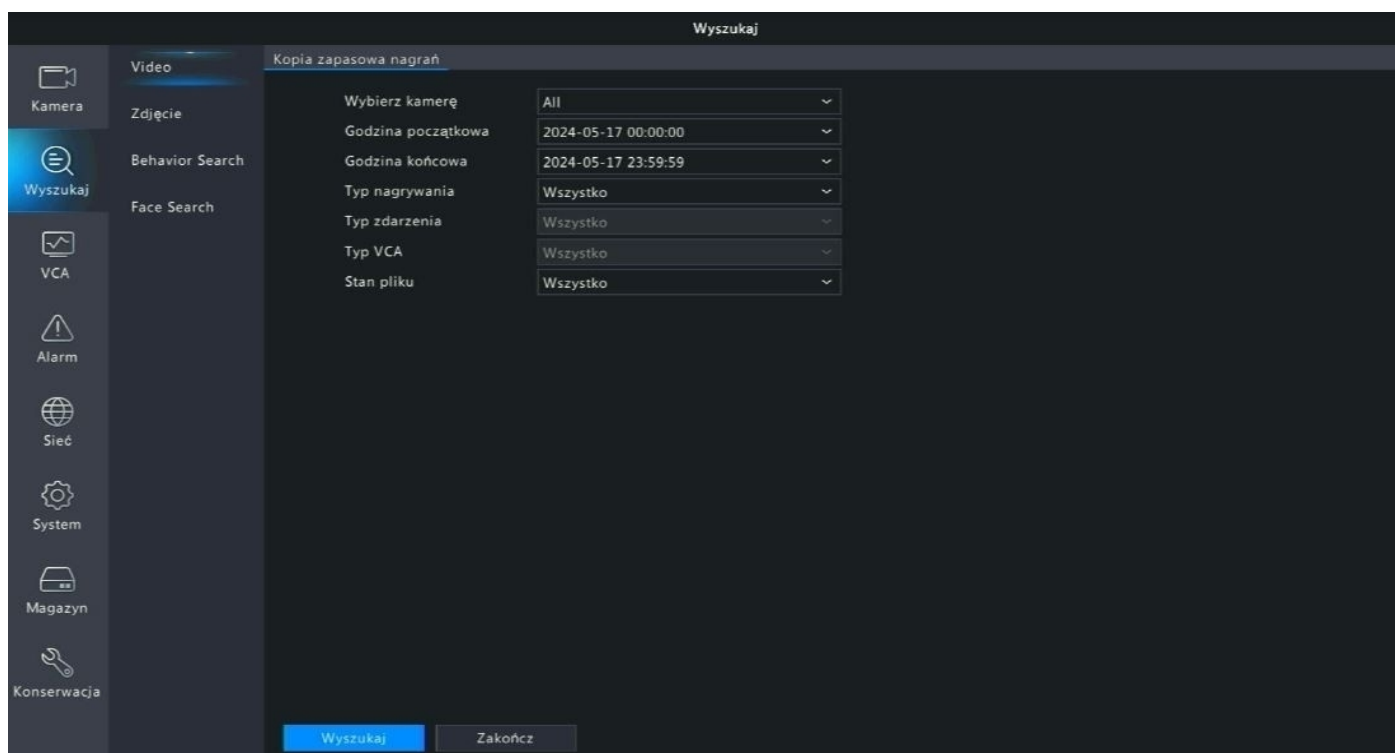 Wyszukaj
Kamera
Wyszukaj
VCA
Alarm
Sieć
System
Magazyn
Konserwacja
Video
Zdjęcie
Behavior Search
Face Search
Kopia zapasowa nagrań
Wybierz kamerę All
Godzina początkowa 2024-05-17 00:00:00
Godzina końcowa 2024-05-17 23:59:59
Typ nagrywania Wszystko
Typ zdarzenia Wszystko
Typ VCA Wszystko
Stan pliku Wszystko
Wyszukaj Zakończ